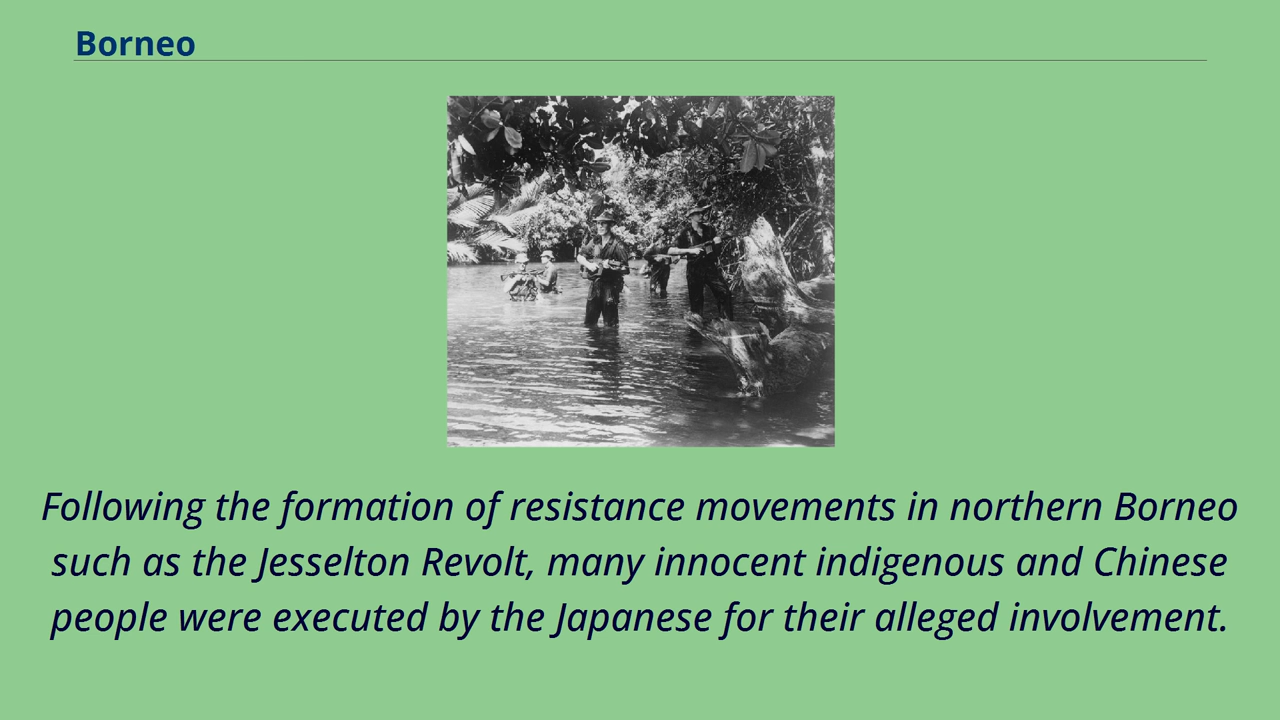 Borneo
Following the formation of resistance movements in northern Borneo
such as the Jesselton Revolt, many innocent indigenous and Chinese
people were executed by the Japanese for their alleged involvement.